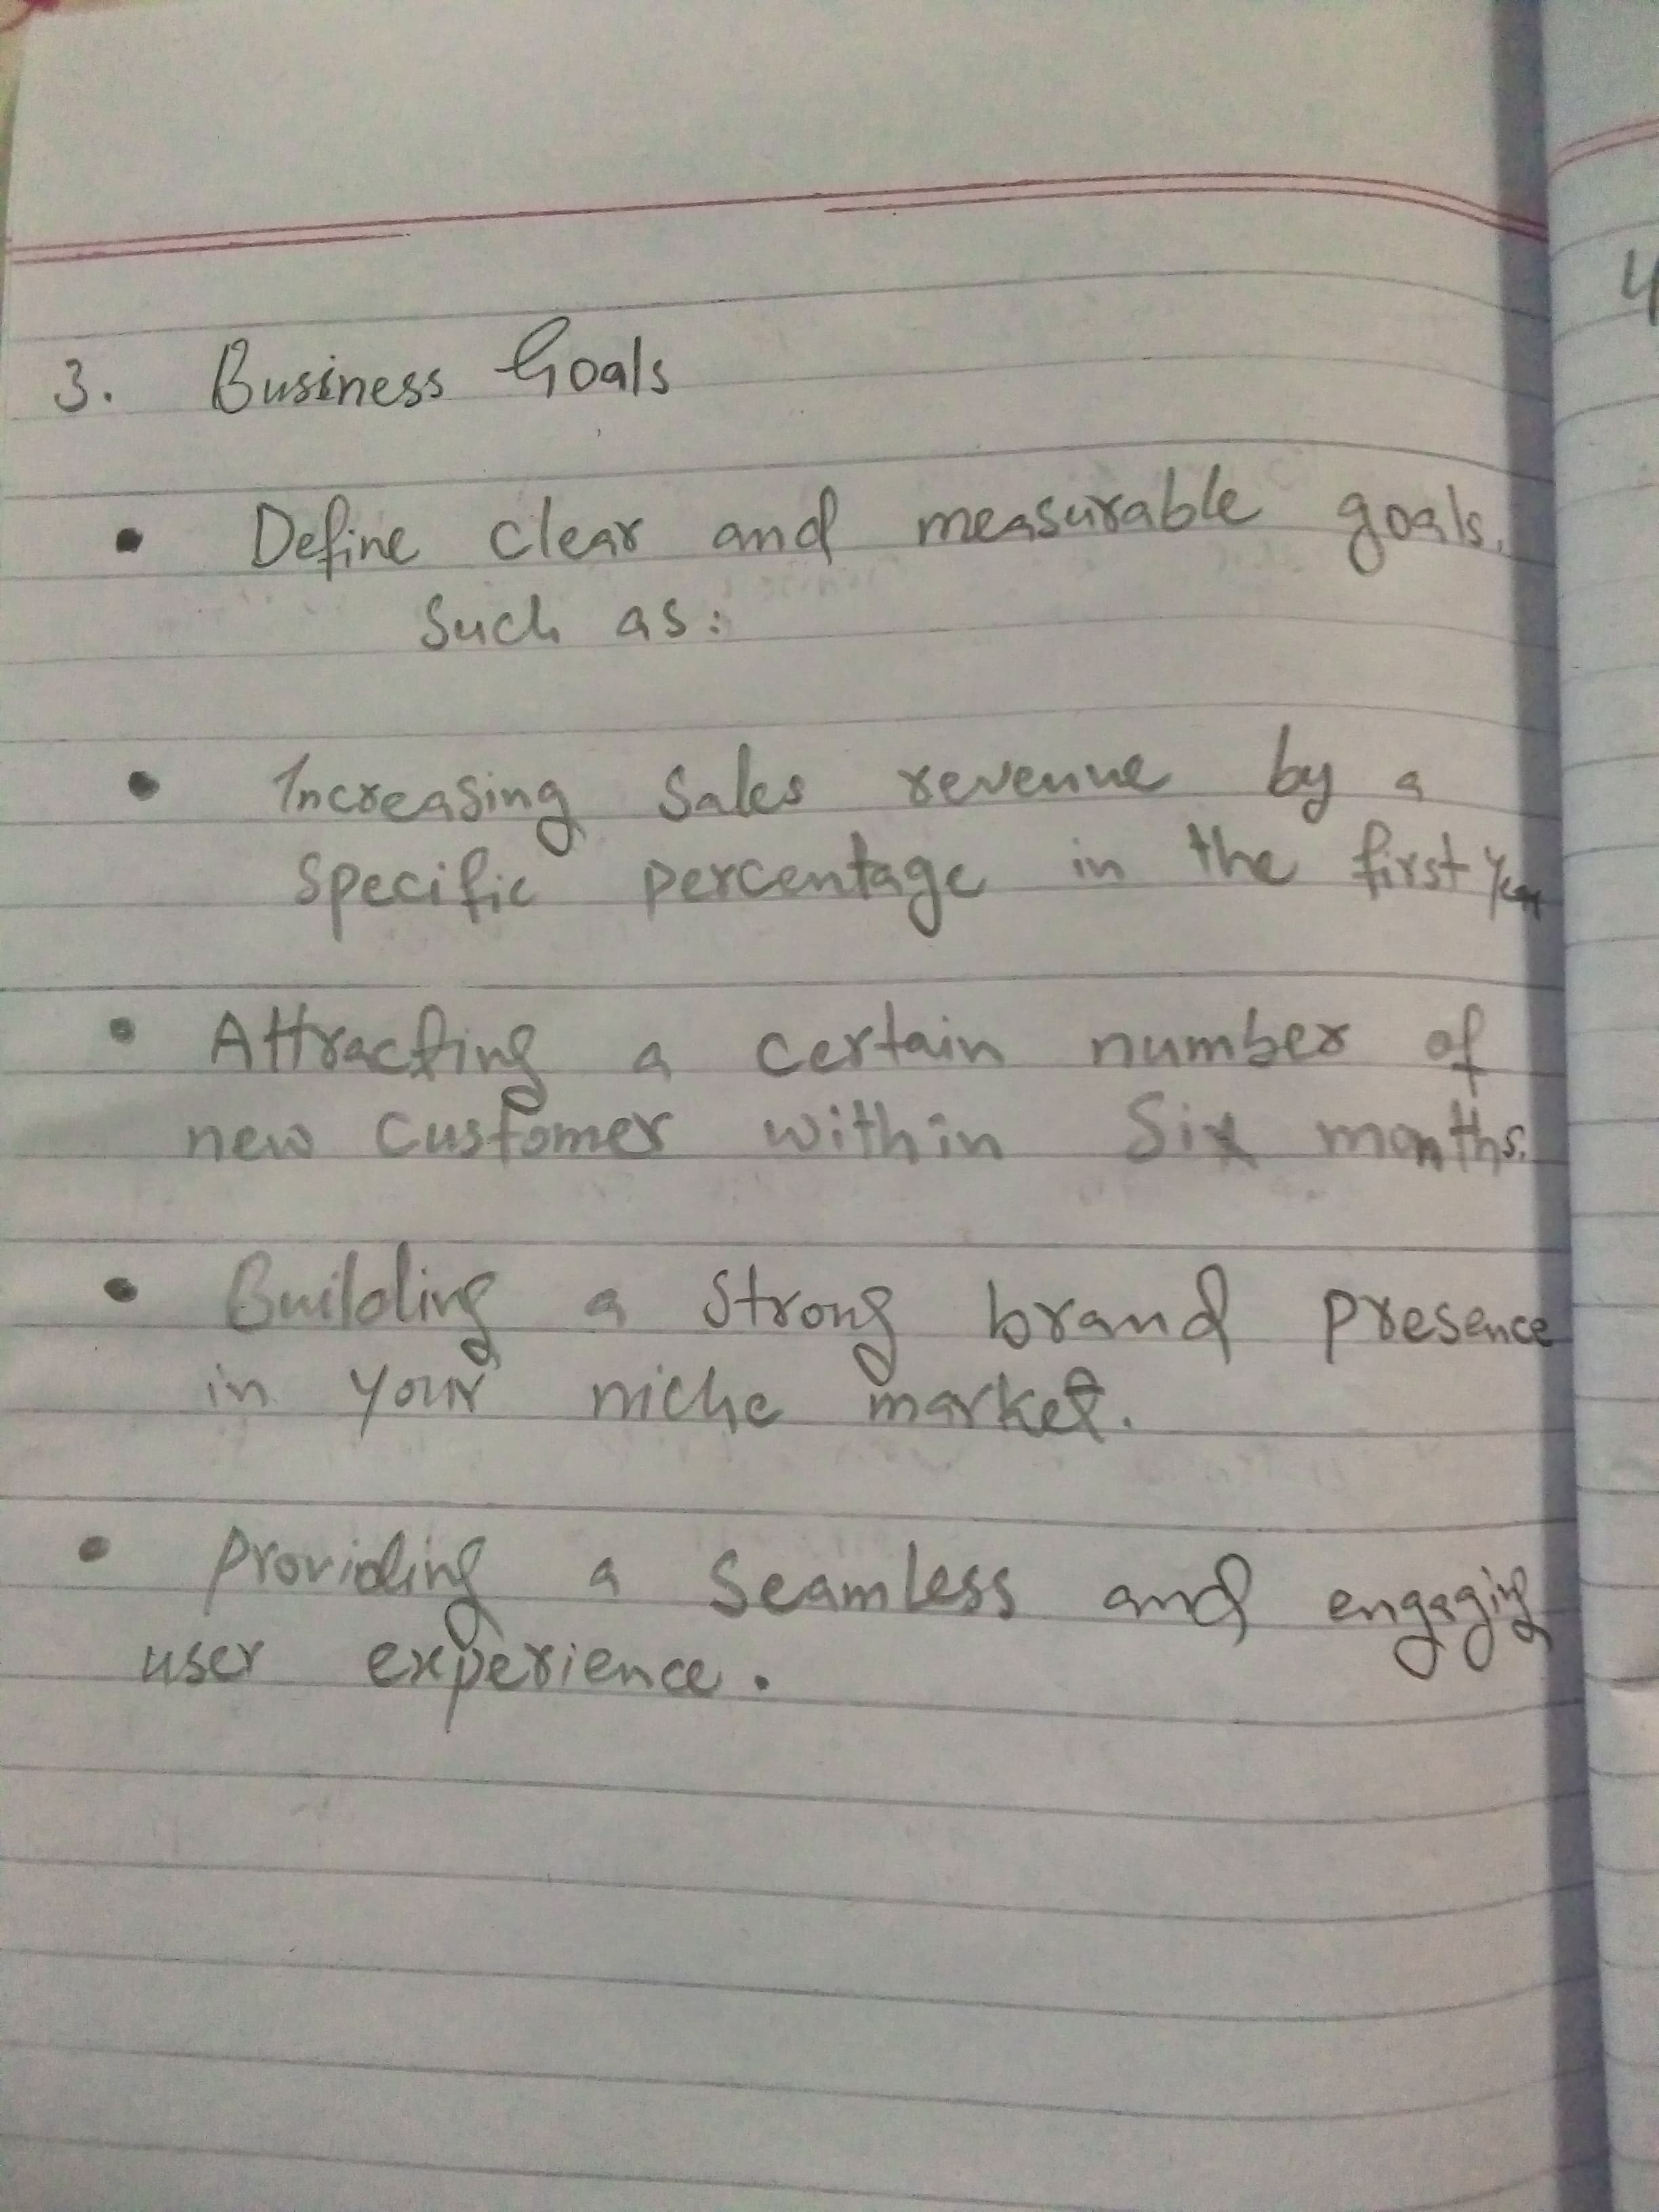 3. Business Goals
• Define clear and measurable goals,
such as:
• Increasing sales revenue by a
specific percentage in the first year
• Attracting a certain number of
new customer within Six months.
• Building a strong brand presence
in your niche market.
• Providing a seamless and engaging
user experience.